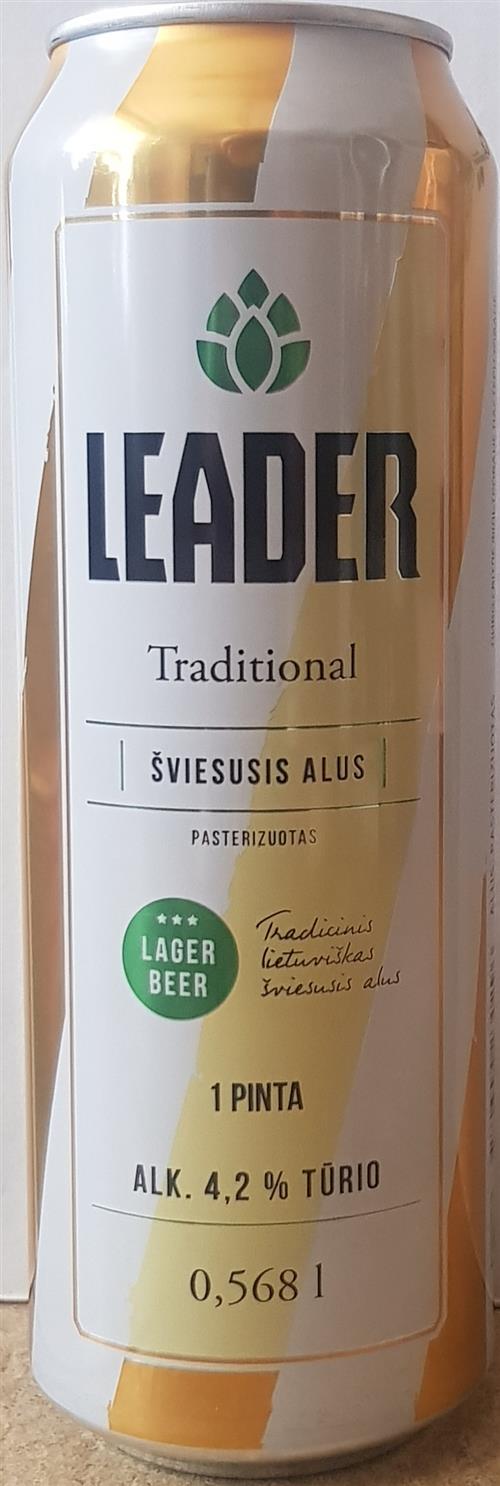 LEADER
Traditional
ŠVIESUSIS ALUS
PASTERIZUOTAS
LAGER
BEER
Tradicinis
lietuviškas
šviesusis alus
1 PINTA
ALK. 4,2 % TŪRIO
0,568 l